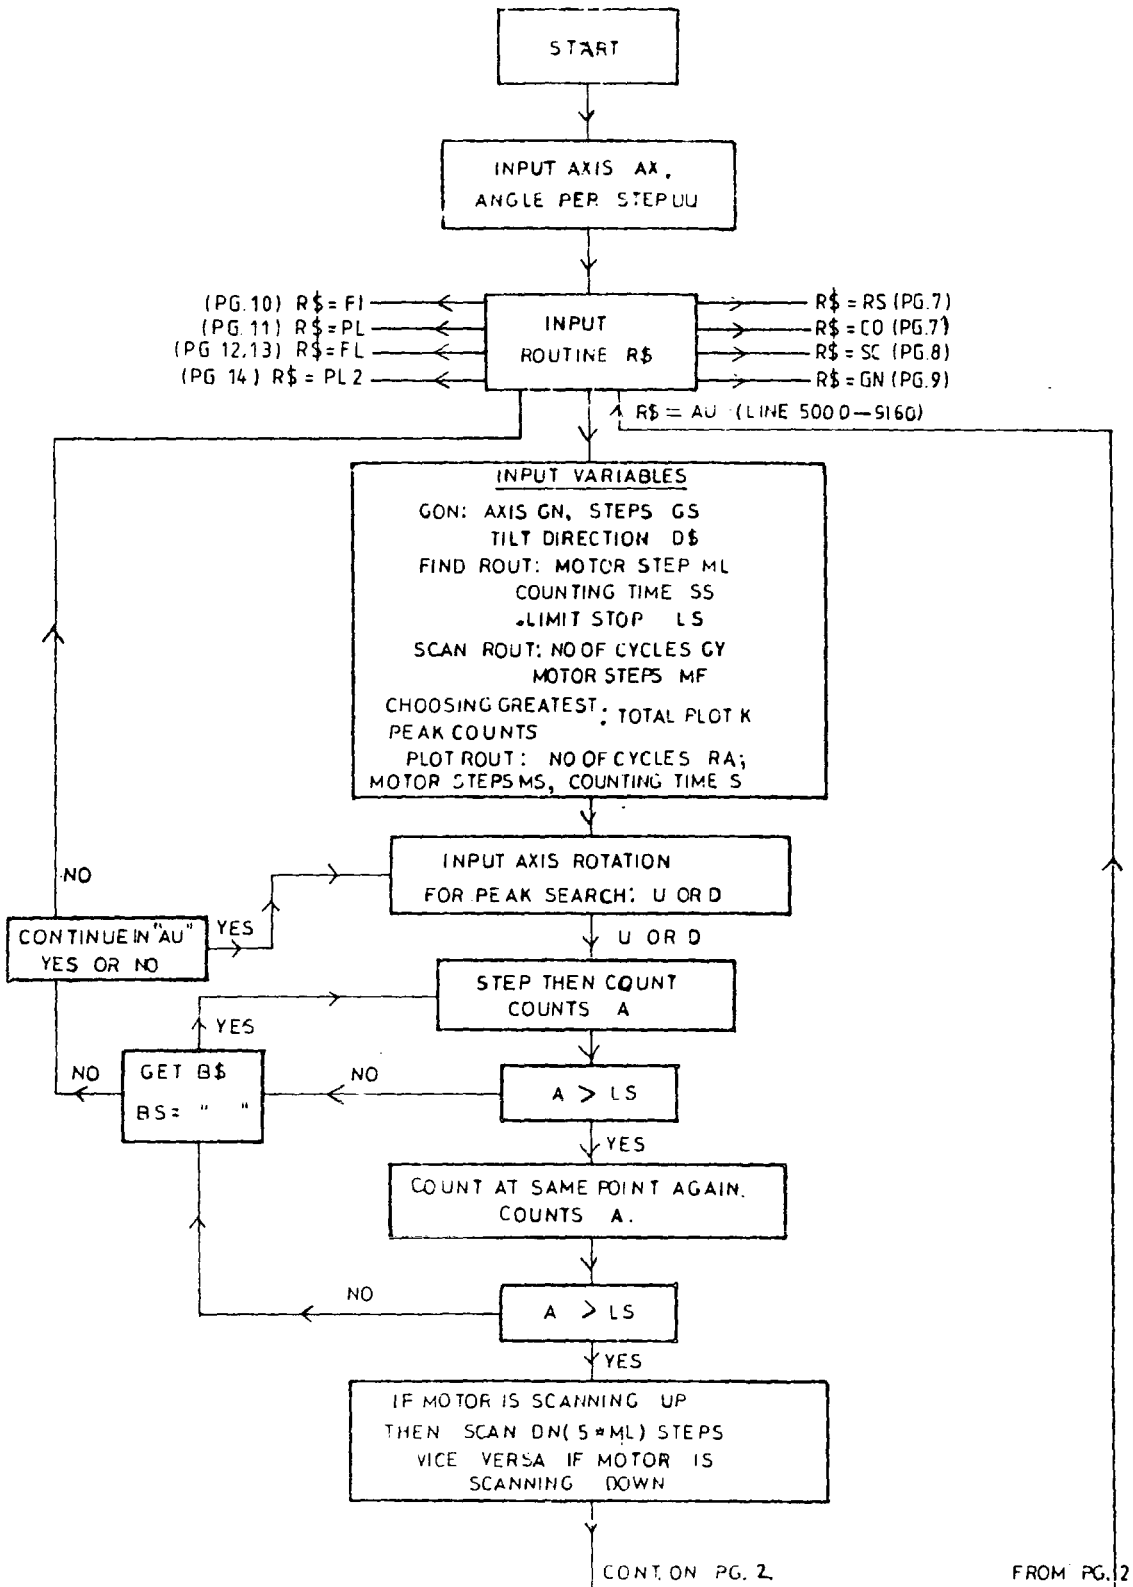 START
INPUT AXIS AX,
ANGLE PER STEP UU
(PG.10) R$=FI
(PG.11) R$=PL
(PG 12,13) R$=FL
(PG 14) R$=PL2
INPUT
ROUTINE R$
R$=RS (PG.7)
R$=CO (PG.7)
R$=SC (PG.8)
R$=GN (PG.9)
R$=AU (LINE 5000-5160)
INPUT VARIABLES
GON: AXIS GN, STEPS GS
TILT DIRECTION D$
FIND ROUT: MOTOR STEP ML
COUNTING TIME SS
.LIMIT STOP LS
SCAN ROUT: NO OF CYCLES CY
MOTOR STEPS MF
CHOOSING GREATEST : TOTAL PLOT K
PEAK COUNTS
PLOT ROUT: NO OF CYCLES RA;
MOTOR STEPS MS, COUNTING TIME S
INPUT AXIS ROTATION
FOR PEAK SEARCH: U OR D
NO
CONTINUE IN "AU"
YES OR NO
YES
U OR D
STEP THEN COUNT
COUNTS A
YES
GET B$
BS= " "
NO
NO
A > LS
YES
COUNT AT SAME POINT AGAIN.
COUNTS A.
NO
A > LS
YES
IF MOTOR IS SCANNING UP
THEN SCAN DN(5*ML) STEPS
VICE VERSA IF MOTOR IS
SCANNING DOWN
CONT. ON PG. 2
FROM PG. 2